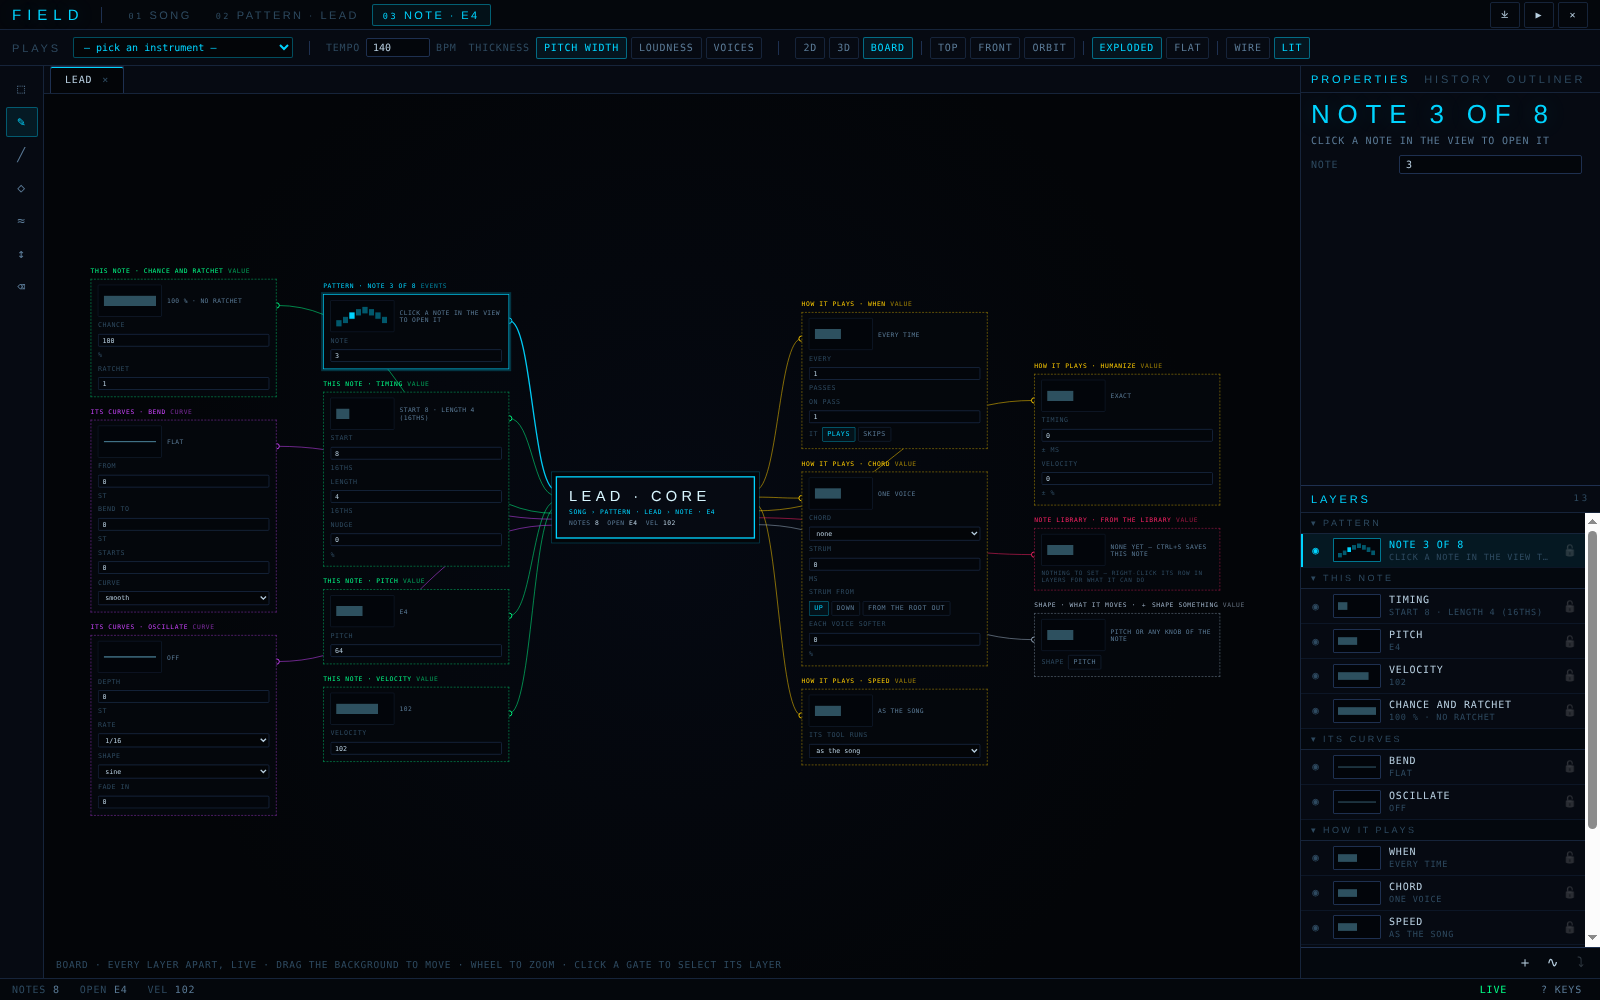 FIELD 01 SONG 02 PATTERN · LEAD 03 NOTE · E4
PLAYS — pick an instrument — TEMPO 140 BPM THICKNESS PITCH WIDTH LOUDNESS VOICES 2D 3D BOARD TOP FRONT ORBIT EXPLODED FLAT WIRE LIT
LEAD ×
THIS NOTE · CHANCE AND RATCHET VALUE
100 % · NO RATCHET
CHANCE
100
%
RATCHET
1
ITS CURVES · BEND CURVE
FLAT
FROM
0
ST
BEND TO
0
ST
STARTS
0
CURVE
smooth
ITS CURVES · OSCILLATE CURVE
OFF
DEPTH
0
ST
RATE
1/16
SHAPE
sine
FADE IN
0
PATTERN · NOTE 3 OF 8 EVENTS
CLICK A NOTE IN THE VIEW
TO OPEN IT
NOTE
3
THIS NOTE · TIMING VALUE
START 8 · LENGTH 4
(16THS)
START
8
16THS
LENGTH
4
16THS
NUDGE
0
%
THIS NOTE · PITCH VALUE
E4
PITCH
64
THIS NOTE · VELOCITY VALUE
102
VELOCITY
102
LEAD · CORE
SONG › PATTERN · LEAD › NOTE · E4
NOTES 8 OPEN E4 VEL 102
HOW IT PLAYS · WHEN VALUE
EVERY TIME
EVERY
1
PASSES
ON PASS
1
IT PLAYS SKIPS
HOW IT PLAYS · CHORD VALUE
ONE VOICE
CHORD
none
STRUM
0
MS
STRUM FROM
UP DOWN FROM THE ROOT OUT
EACH VOICE SOFTER
0
%
HOW IT PLAYS · SPEED VALUE
AS THE SONG
ITS TOOL RUNS
as the song
HOW IT PLAYS · HUMANIZE VALUE
EXACT
TIMING
0
± MS
VELOCITY
0
± %
NOTE LIBRARY · FROM THE LIBRARY VALUE
NONE YET — CTRL+S SAVES
THIS NOTE
NOTHING TO SET — RIGHT-CLICK ITS ROW IN
LAYERS FOR WHAT IT CAN DO
SHAPE · WHAT IT MOVES · + SHAPE SOMETHING VALUE
PITCH OR ANY KNOB OF THE
NOTE
SHAPE PITCH
BOARD · EVERY LAYER APART, LIVE · DRAG THE BACKGROUND TO MOVE · WHEEL TO ZOOM · CLICK A GATE TO SELECT ITS LAYER
PROPERTIES HISTORY OUTLINER
NOTE 3 OF 8
CLICK A NOTE IN THE VIEW TO OPEN IT
NOTE 3
LAYERS 13
▾ PATTERN
NOTE 3 OF 8
CLICK A NOTE IN THE VIEW T…
▾ THIS NOTE
TIMING
START 8 · LENGTH 4 (16THS)
PITCH
E4
VELOCITY
102
CHANCE AND RATCHET
100 % · NO RATCHET
▾ ITS CURVES
BEND
FLAT
OSCILLATE
OFF
▾ HOW IT PLAYS
WHEN
EVERY TIME
CHORD
ONE VOICE
SPEED
AS THE SONG
NOTES 8 OPEN E4 VEL 102 LIVE ? KEYS